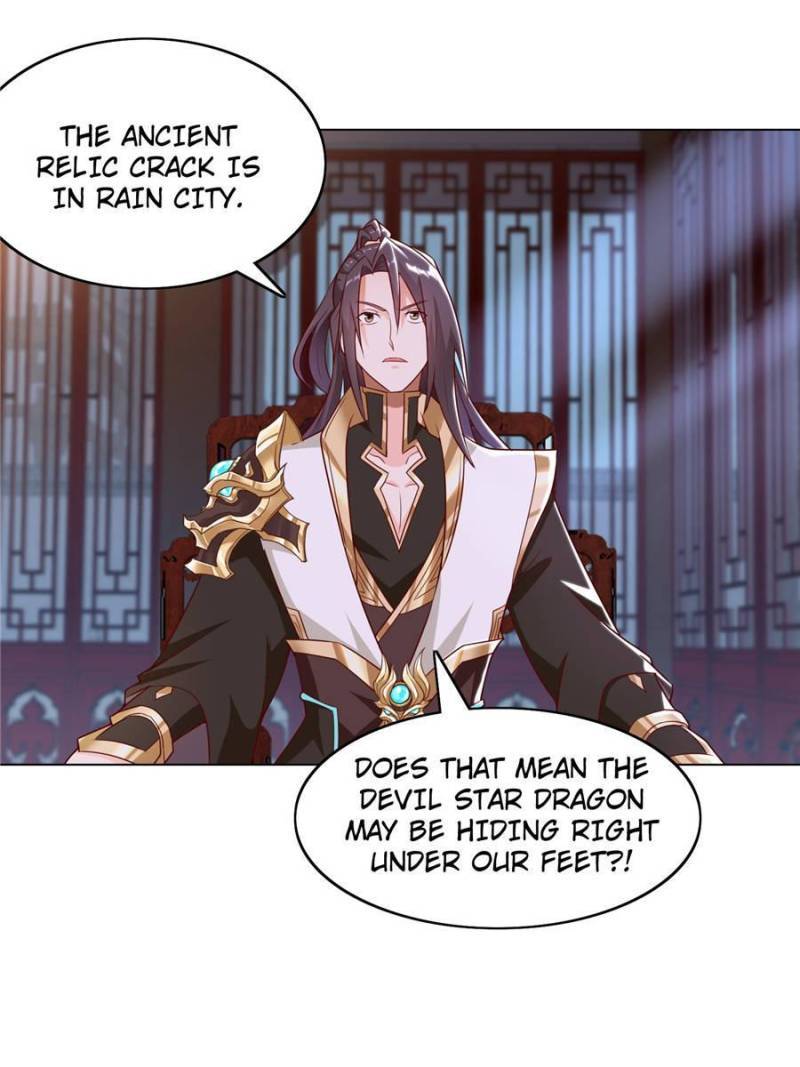 THE ANCIENT
RELIC CRACK IS
IN RAIN CITY.
DOES THAT MEAN THE
DEVIL STAR DRAGON
MAY BE HIDING RIGHT
UNDER OUR FEET?!